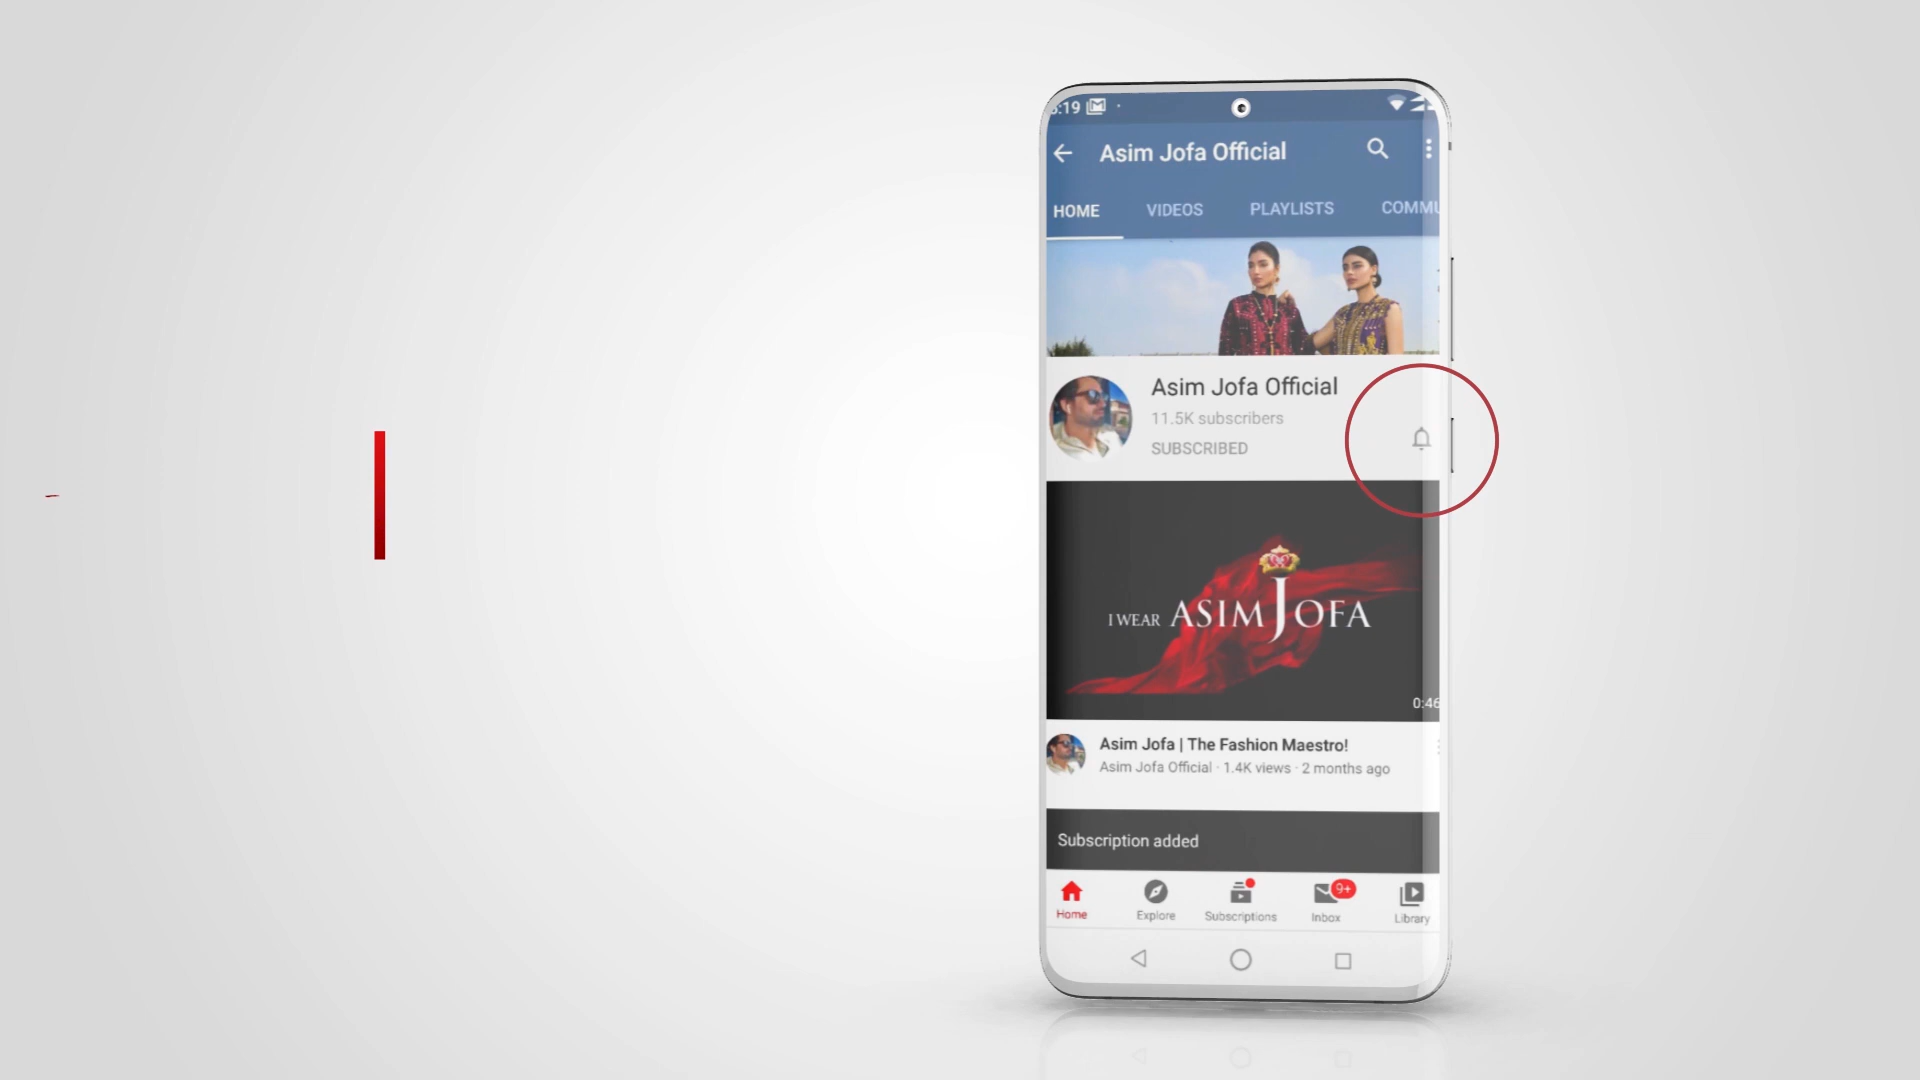 :19
Asim Jofa Official
HOME VIDEOS PLAYLISTS COMMU
Asim Jofa Official
11.5K subscribers
SUBSCRIBED
I WEAR ASIM JOFA
0:46
Asim Jofa | The Fashion Maestro!
Asim Jofa Official · 1.4K views · 2 months ago
Subscription added
9+
Home Explore Subscriptions Inbox Library